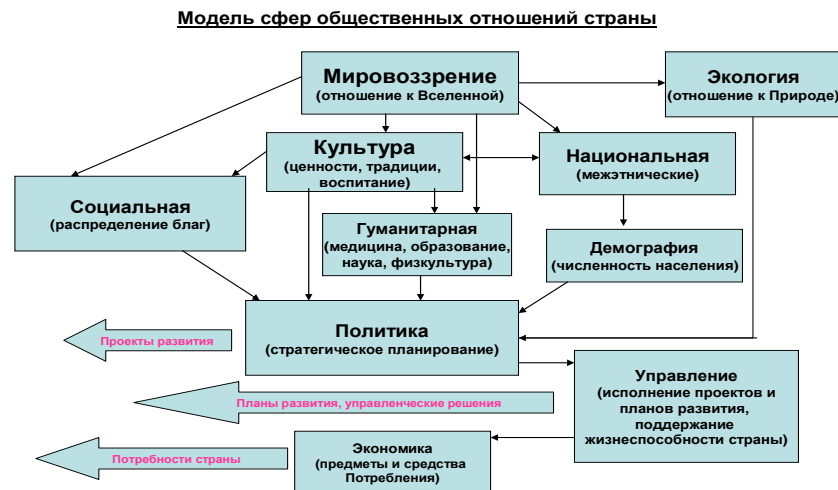 Модель сфер общественных отношений страны
Мировоззрение
(отношение к Вселенной)
Экология
(отношение к Природе)
Культура
(ценности, традиции,
воспитание)
Национальная
(межэтнические)
Социальная
(распределение благ)
Гуманитарная
(медицина, образование,
наука, физкультура)
Демография
(численность населения)
Политика
(стратегическое планирование)
Проекты развития
Управление
(исполнение проектов и
планов развития,
поддержание
жизнеспособности страны)
Планы развития, управленческие решения
Экономика
(предметы и средства
Потребления)
Потребности страны